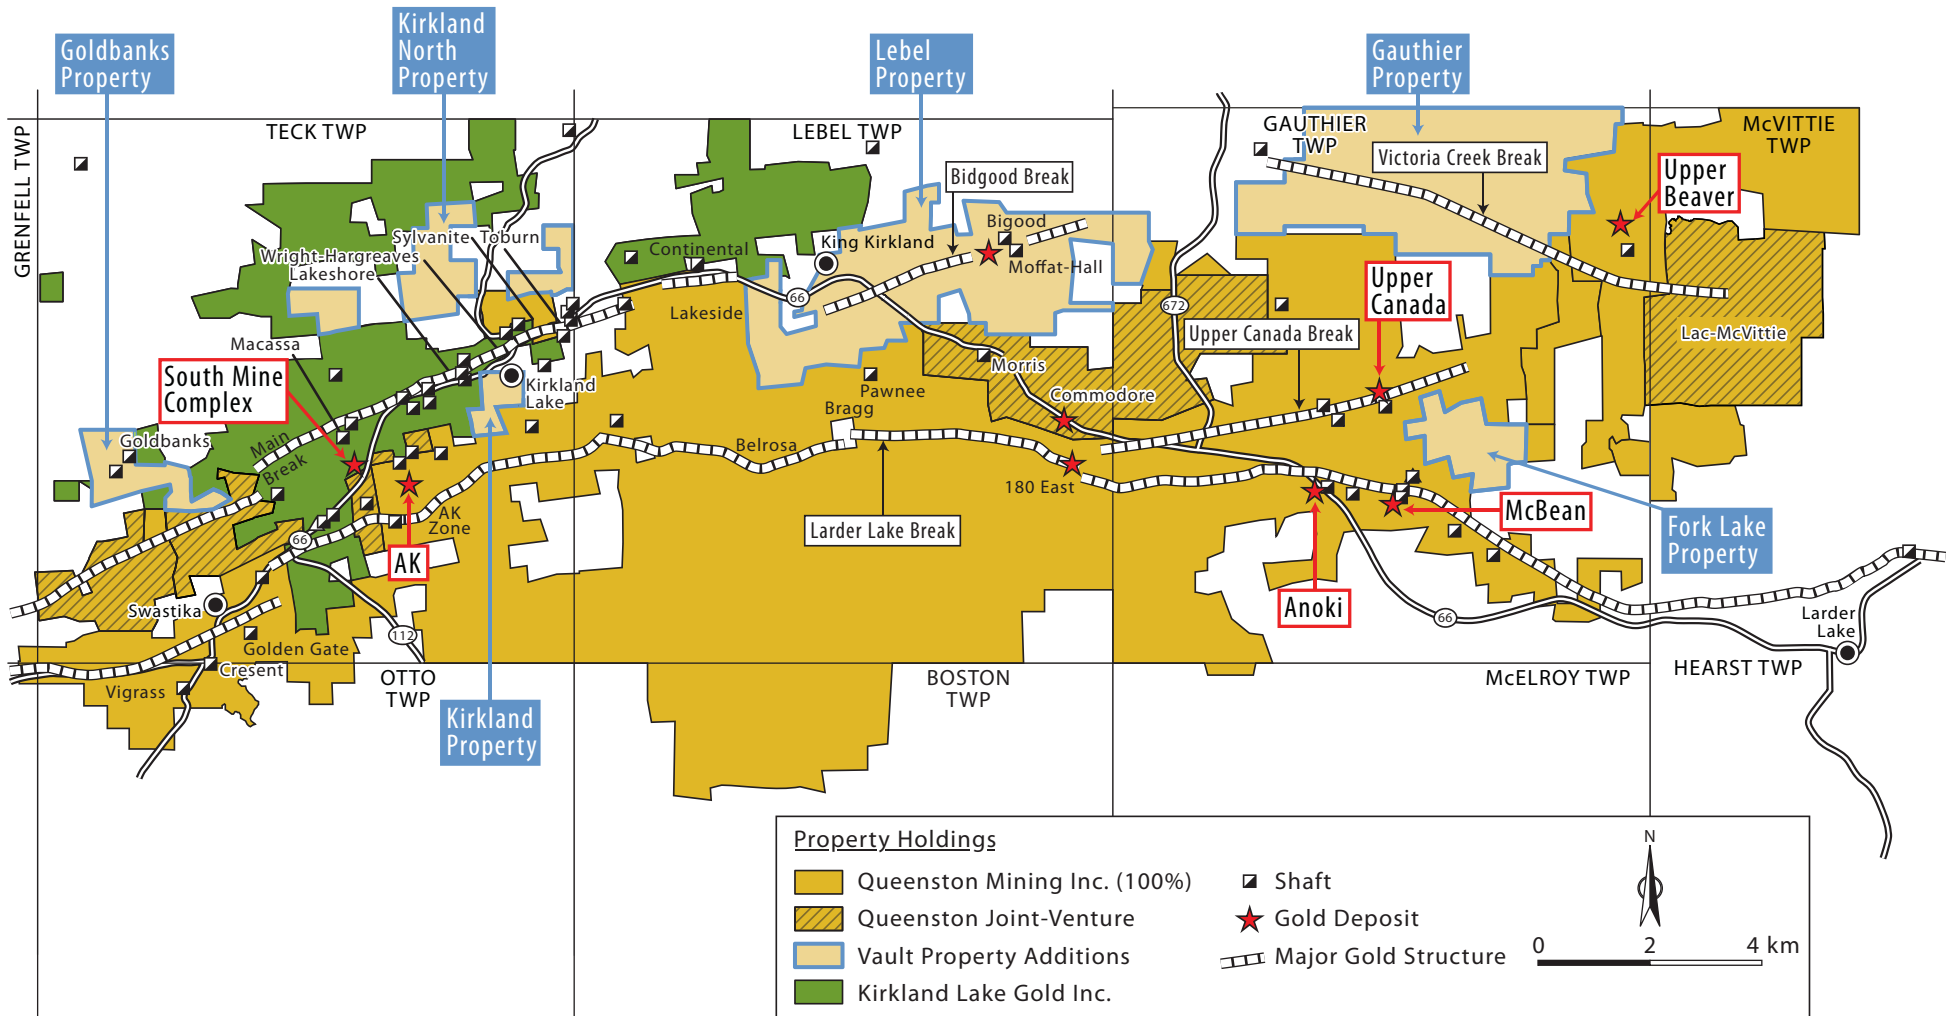 Goldbanks
Property
Kirkland
North
Property
Lebel
Property
Gauthier
Property
GRENFELL TWP
TECK TWP
LEBEL TWP
GAUTHIER
TWP
McVITTIE
TWP
Victoria Creek Break
Upper
Beaver
Bidgood Break
Sylvanite
Toburn
Wright-Hargreaves
Lakeshore
Continental
King Kirkland
Bigood
Moffat-Hall
Upper
Canada
672
66
Lakeside
Upper Canada Break
Lac-McVittie
Macassa
South Mine
Complex
Kirkland
Lake
Morris
Pawnee
Commodore
Bragg
Goldbanks
Main
Break
Belrosa
180 East
AK
Zone
Larder Lake Break
McBean
Fork Lake
Property
66
AK
Anoki
Swastika
112
66
Larder
Lake
Golden Gate
Cresent
Vigrass
OTTO
TWP
BOSTON
TWP
McELROY TWP
HEARST TWP
Kirkland
Property
Property Holdings
Queenston Mining Inc. (100%)
Queenston Joint-Venture
Vault Property Additions
Kirkland Lake Gold Inc.
Shaft
Gold Deposit
Major Gold Structure
N
0 2 4 km